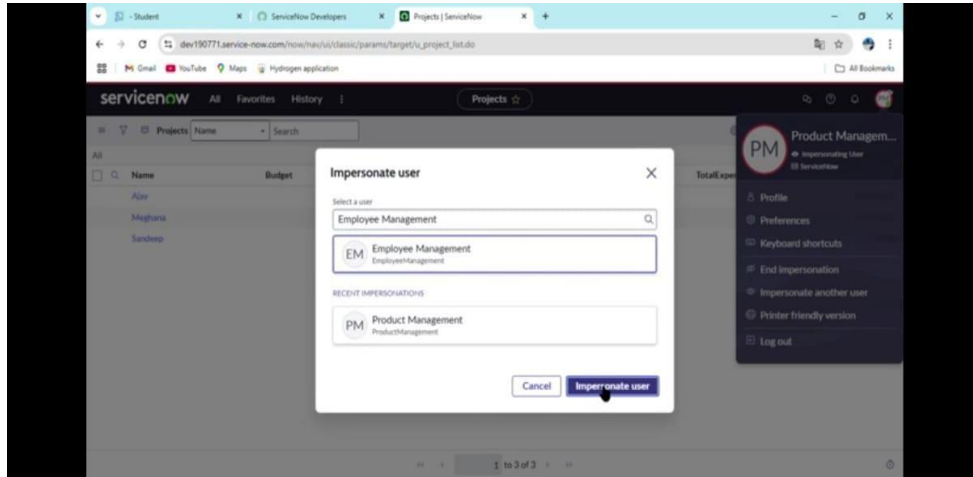 - Student
ServiceNow Developers
Projects | ServiceNow
dev190771.service-now.com/now/nav/ui/classic/params/target/u_project_list.do
Gmail YouTube Maps Hydrogen application All Bookmarks
servicenow All Favorites History Projects
Projects Name Search
All
Name Budget TotalExpe
Ajay
Meghana
Sandeep
Impersonate user
Select a user
Employee Management
EM Employee Management
EmployeeManagement
RECENT IMPERSONATIONS
PM Product Management
ProductManagement
Cancel Impersonate user
PM Product Managem...
Impersonating User
ServiceNow
Profile
Preferences
Keyboard shortcuts
End impersonation
Impersonate another user
Printer friendly version
Log out
1 to 3 of 3